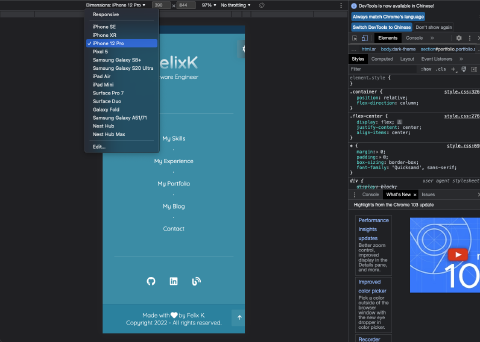 Dimensions: iPhone 12 Pro ▾ 390 × 844 97% ▾ No throttling ▾
Responsive
iPhone SE
iPhone XR
✓ iPhone 12 Pro
Pixel 5
Samsung Galaxy S8+
Samsung Galaxy S20 Ultra
iPad Air
iPad Mini
Surface Pro 7
Surface Duo
Galaxy Fold
Samsung Galaxy A51/71
Nest Hub
Nest Hub Max
Edit...
FelixK
ware Engineer
My Skills
My Experience
My Portfolio
My Blog
Contact
Made with by Felix K
Copyright 2022 - All rights reserved.
DevTools is now available in Chinese!
Always match Chrome's language
Switch DevTools to Chinese
Don't show again
Elements Console
html.ar body.dark-theme section#portfolio.portfolio.
Styles Computed Layout Event Listeners
Filter :hov .cls
element.style {
.container { style.css:326
position: relative;
flex-direction: column;
}
.flex-center { style.css:276
display: flex;
justify-content: center;
align-items: center;
}
* { style.css:69
margin: 0;
padding: 0;
box-sizing: border-box;
font-family: 'Quicksand', sans-serif;
}
div { user agent stylesheet
display: block;
Console What's New Issues
Highlights from the Chrome 103 update
Performance
insights
updates
Better zoom
control,
improved
display in the
Details pane,
and more.
Improved
color picker
Pick a color
outside of the
browser
window with
the new eye
dropper in
color picker.
Recorder
10